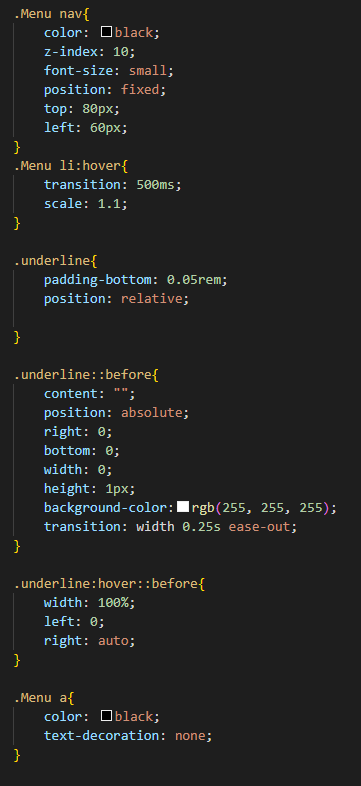 .Menu nav{
    color: black;
    z-index: 10;
    font-size: small;
    position: fixed;
    top: 80px;
    left: 60px;
}
.Menu li:hover{
    transition: 500ms;
    scale: 1.1;
}

.underline{
    padding-bottom: 0.05rem;
    position: relative;

}

.underline::before{
    content: "";
    position: absolute;
    right: 0;
    bottom: 0;
    width: 0;
    height: 1px;
    background-color:rgb(255, 255, 255);
    transition: width 0.25s ease-out;
}

.underline:hover::before{
    width: 100%;
    left: 0;
    right: auto;
}

.Menu a{
    color: black;
    text-decoration: none;
}